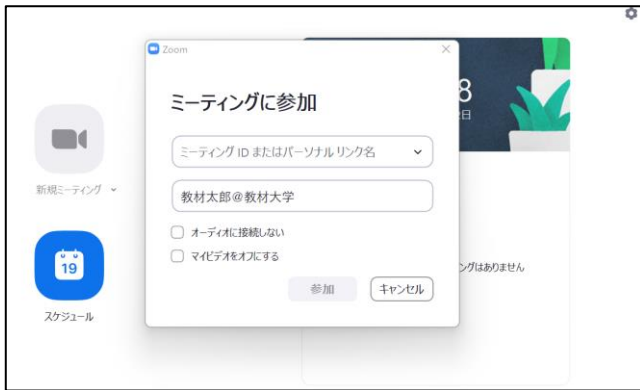 Zoom
ミーティングに参加
ミーティング ID またはパーソナル リンク名
教材太郎@教材大学
オーディオに接続しない
マイビデオをオフにする
参加
キャンセル
新規ミーティング
19
スケジュール
8
日
ングはありません